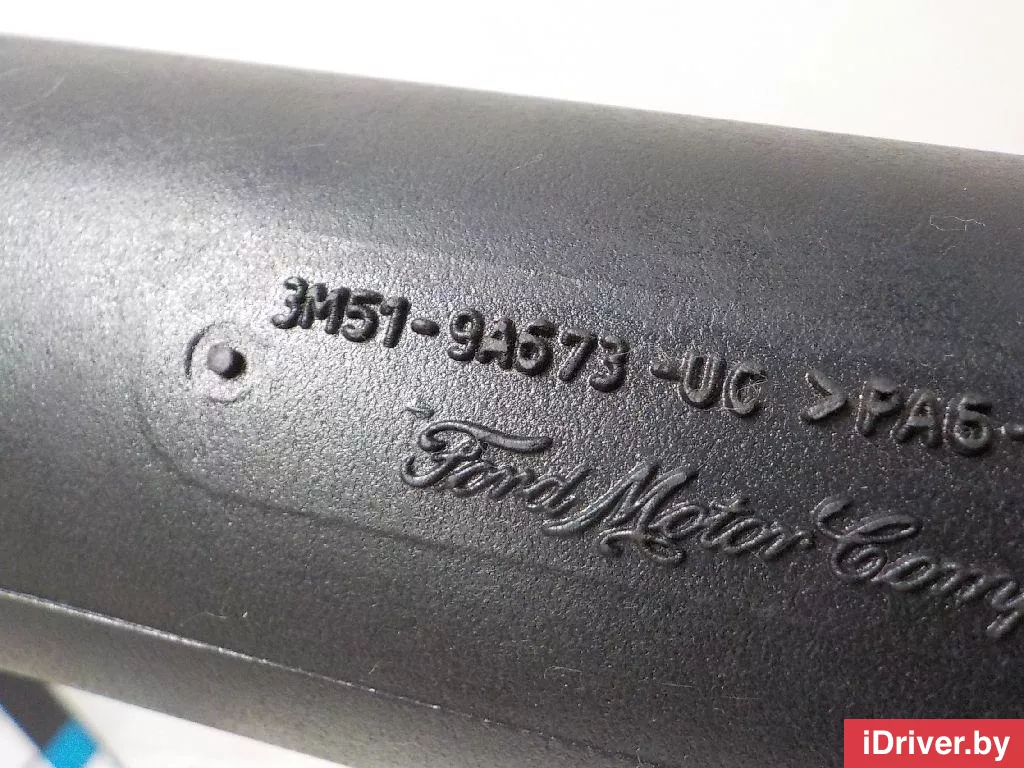 3M51-9A673-UC >PA6-
Ford Motor Comp
iDriver.by